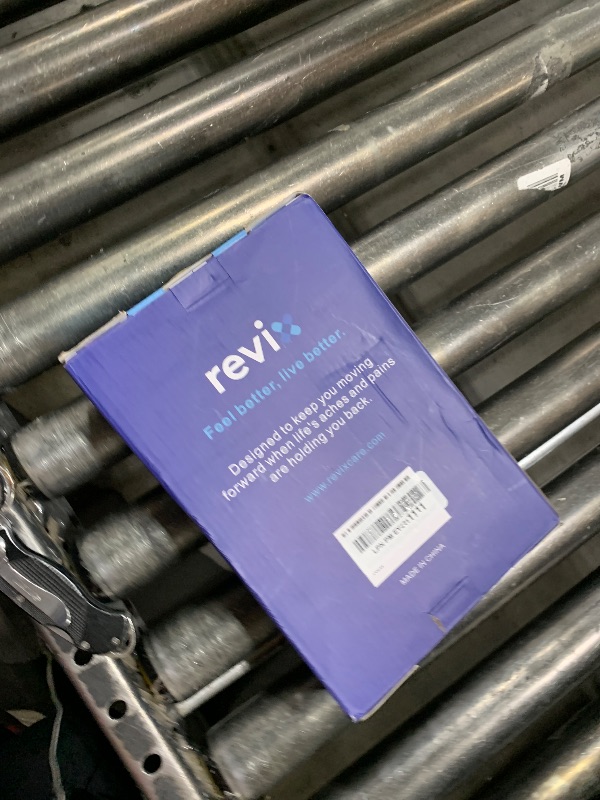 revix
Feel better, live better.
Designed to keep you moving
forward when life's aches and pains
are holding you back.
www.revixcare.com
MADE IN CHINA